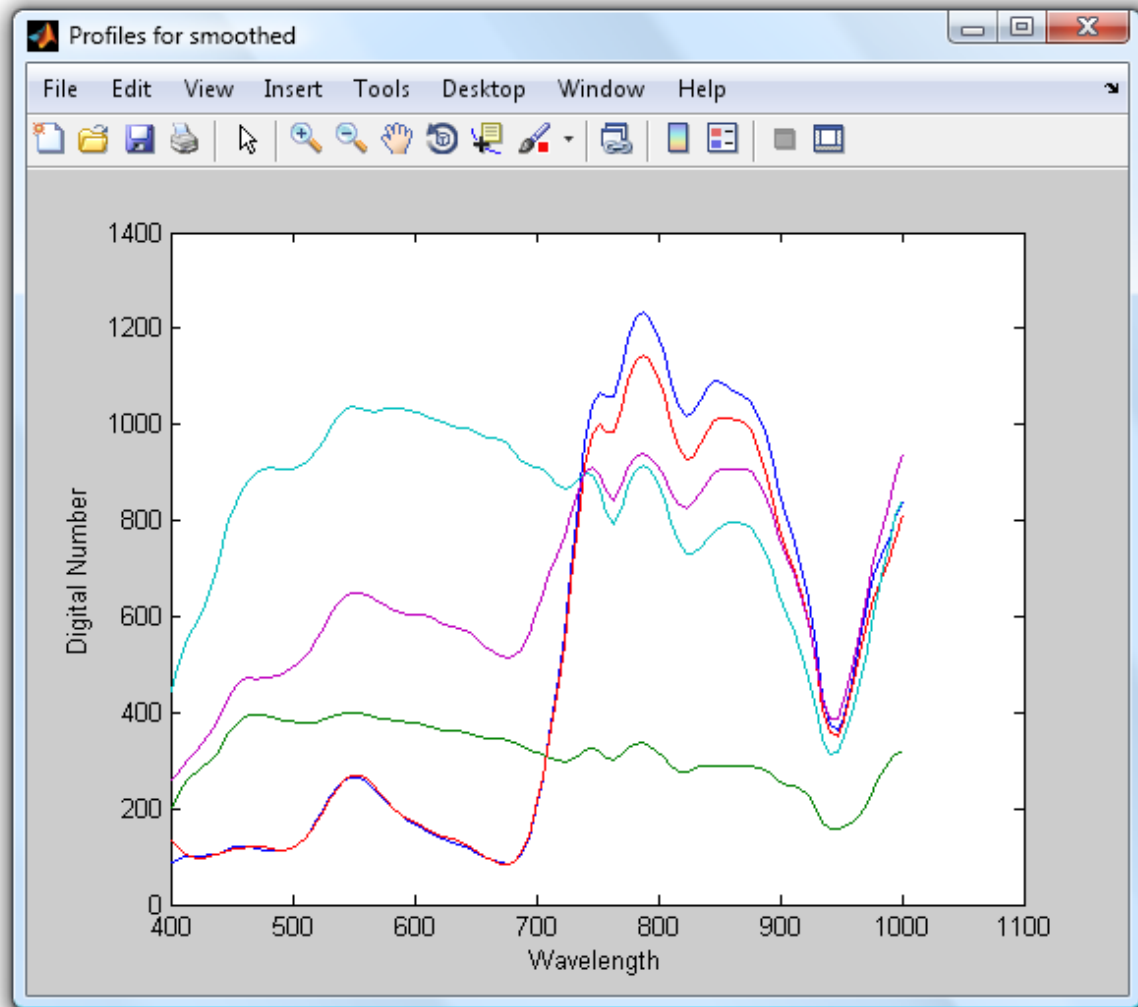 Profiles for smoothed
File Edit View Insert Tools Desktop Window Help
1400
1200
1000
800
600
400
200
0
Digital Number
400 500 600 700 800 900 1000 1100
Wavelength